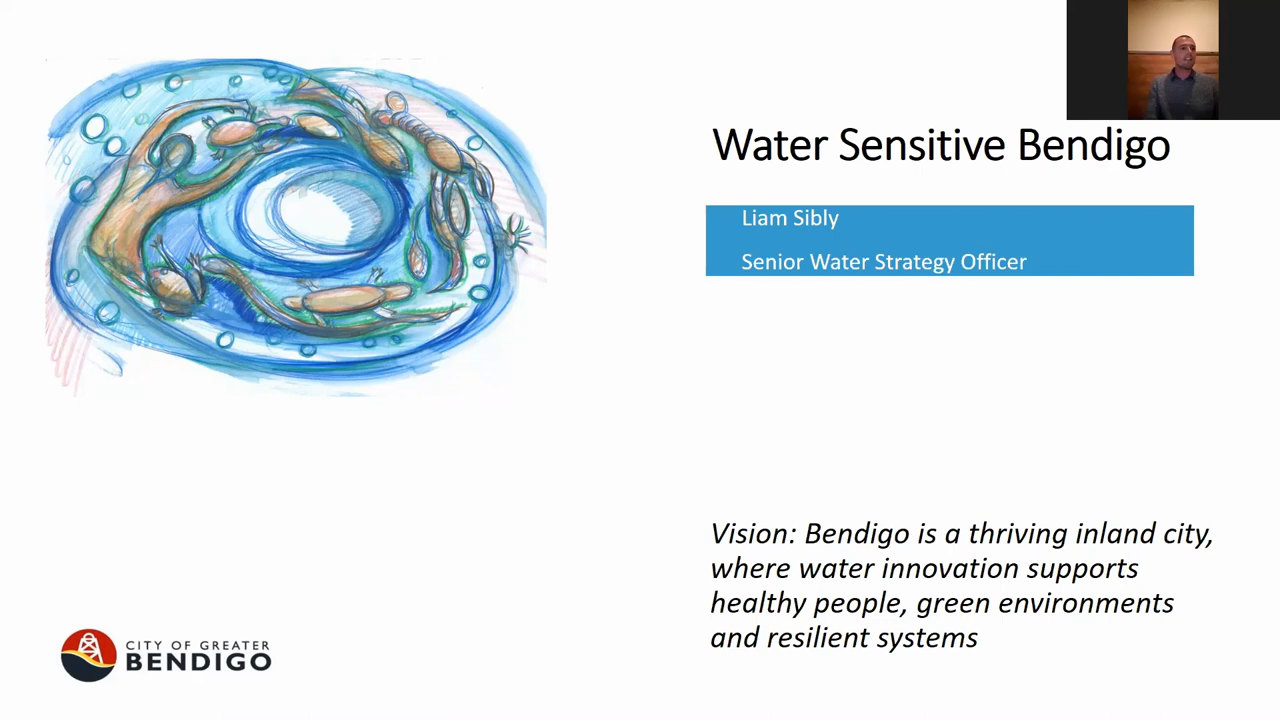 Water Sensitive Bendigo
Liam Sibly
Senior Water Strategy Officer
Vision: Bendigo is a thriving inland city,
where water innovation supports
healthy people, green environments
and resilient systems
CITY OF GREATER
BENDIGO